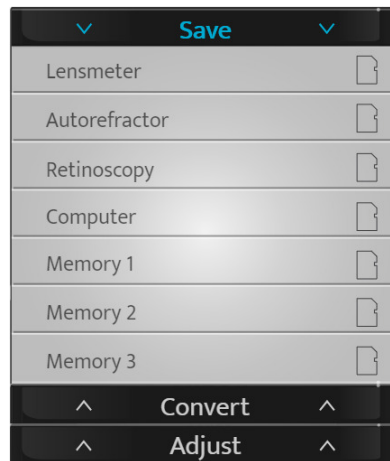 Save
Lensmeter
Autorefractor
Retinoscopy
Computer
Memory 1
Memory 2
Memory 3
Convert
Adjust